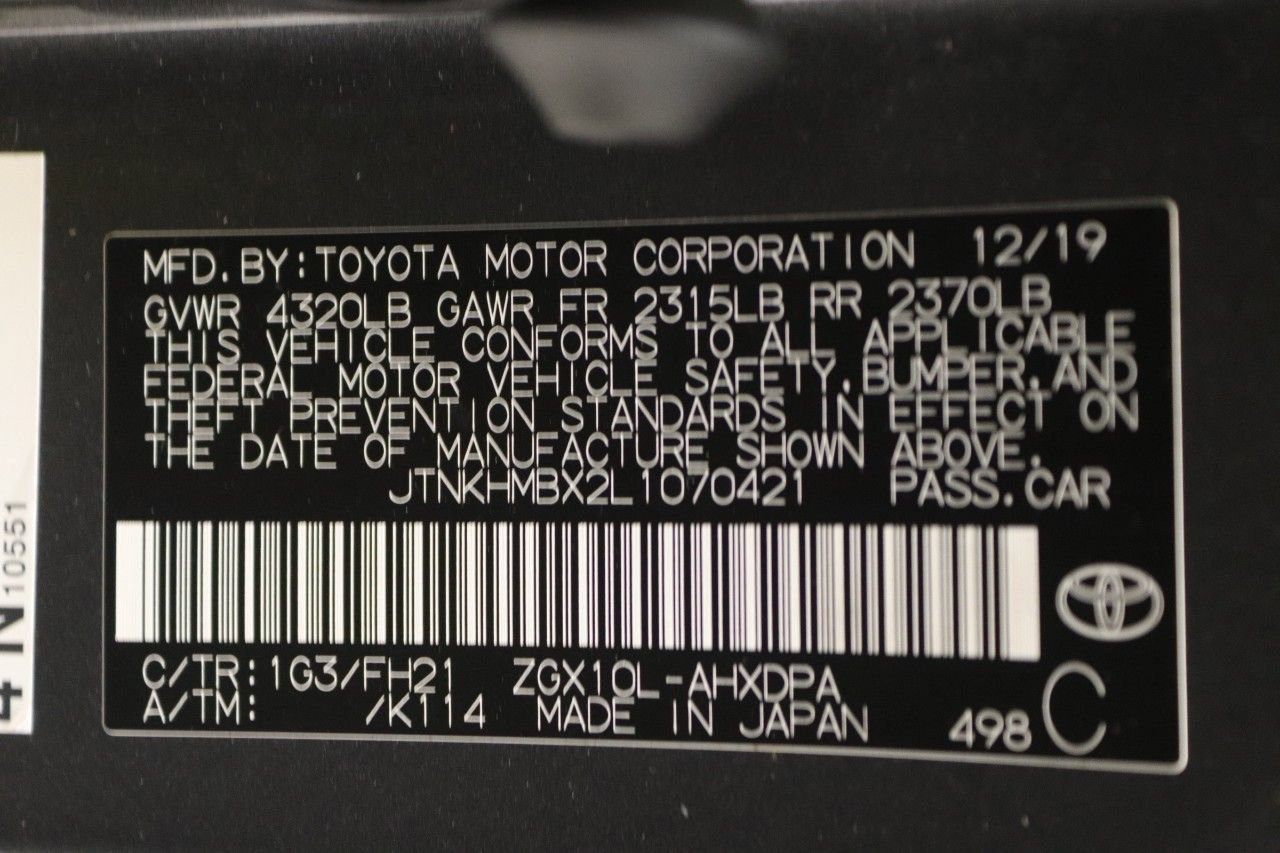 MFD.BY:TOYOTA MOTOR CORPORATION 12/19
GVWR 4320LB GAWR FR 2315LB RR 2370LB
THIS VEHICLE CONFORMS TO ALL APPLICABLE
FEDERAL MOTOR VEHICLE SAFETY,BUMPER,AND
THEFT PREVENTION STANDARDS IN EFFECT ON
THE DATE OF MANUFACTURE SHOWN ABOVE.
JTNKHMBX2L1070421 PASS.CAR
C/TR:1G3/FH21 ZGX10L-AHXDPA
A/TM: /K114 MADE IN JAPAN 498 C
4 N 10551